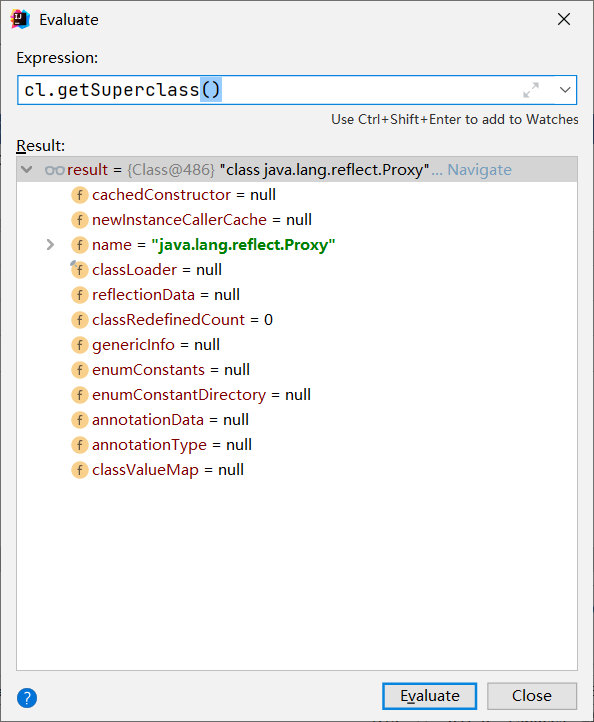 Evaluate
Expression:
cl.getSuperclass()
Use Ctrl+Shift+Enter to add to Watches
Result:
result = {Class@486} "class java.lang.reflect.Proxy"... Navigate
f cachedConstructor = null
f newInstanceCallerCache = null
f name = "java.lang.reflect.Proxy"
f classLoader = null
f reflectionData = null
f classRedefinedCount = 0
f genericInfo = null
f enumConstants = null
f enumConstantDirectory = null
f annotationData = null
f annotationType = null
f classValueMap = null
? Evaluate Close